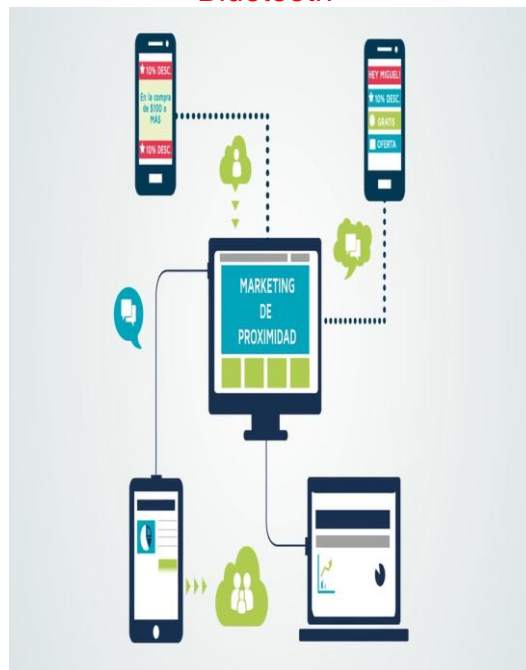 ★ 10% DESC.
En la compra
de $100 o
MÁS
★ 10% DESC.
HEY MIGUEL!
★ 10% DESC.
GRATIS
OFERTA
MARKETING
DE
PROXIMIDAD